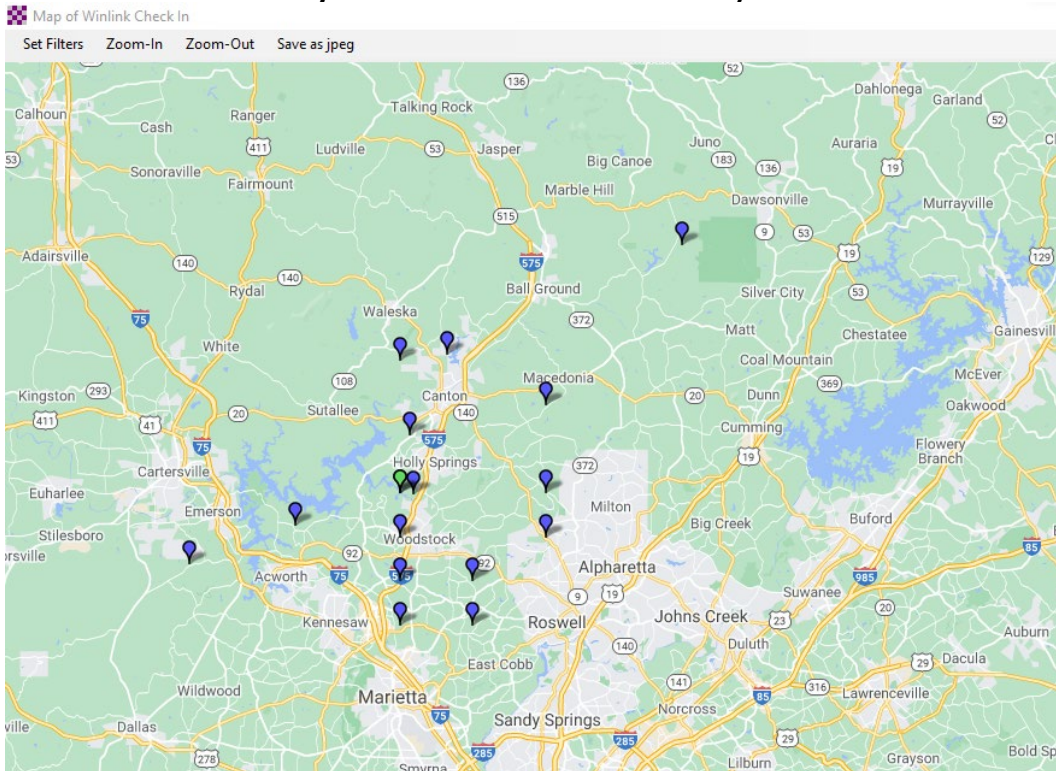 Map of Winlink Check In
Set Filters Zoom-In Zoom-Out Save as jpeg
52
136
Dahlonega
Garland
Talking Rock
Calhoun
Ranger
Cash
52
411
Ludville
53
Jasper
Juno
Auraria
53
Big Canoe
183
136
19
Sonoraville
Fairmount
Marble Hill
Dawsonville
Murrayville
515
9
53
Adairsville
140
19
129
575
140
Rydal
Ball Ground
Silver City
53
Waleska
75
372
Matt
Chestatee
White
Coal Mountain
McEver
108
Macedonia
369
Kingston
293
Canton
20
Dunn
Oakwood
411
41
20
Sutallee
140
575
Cumming
75
19
Flowery
Branch
Holly Springs
372
Cartersville
Euharlee
Emerson
Milton
Big Creek
Buford
Stilesboro
92
Woodstock
85
92
Alpharetta
Acworth
75
985
Suwanee
9
19
20
Kennesaw
Roswell
Johns Creek
23
Auburn
140
Duluth
East Cobb
29
Dacula
141
316
Wildwood
Marietta
85
Lawrenceville
75
Norcross
Dallas
Sandy Springs
29
278
285
285
Smyrna
Lilburn
Grayson